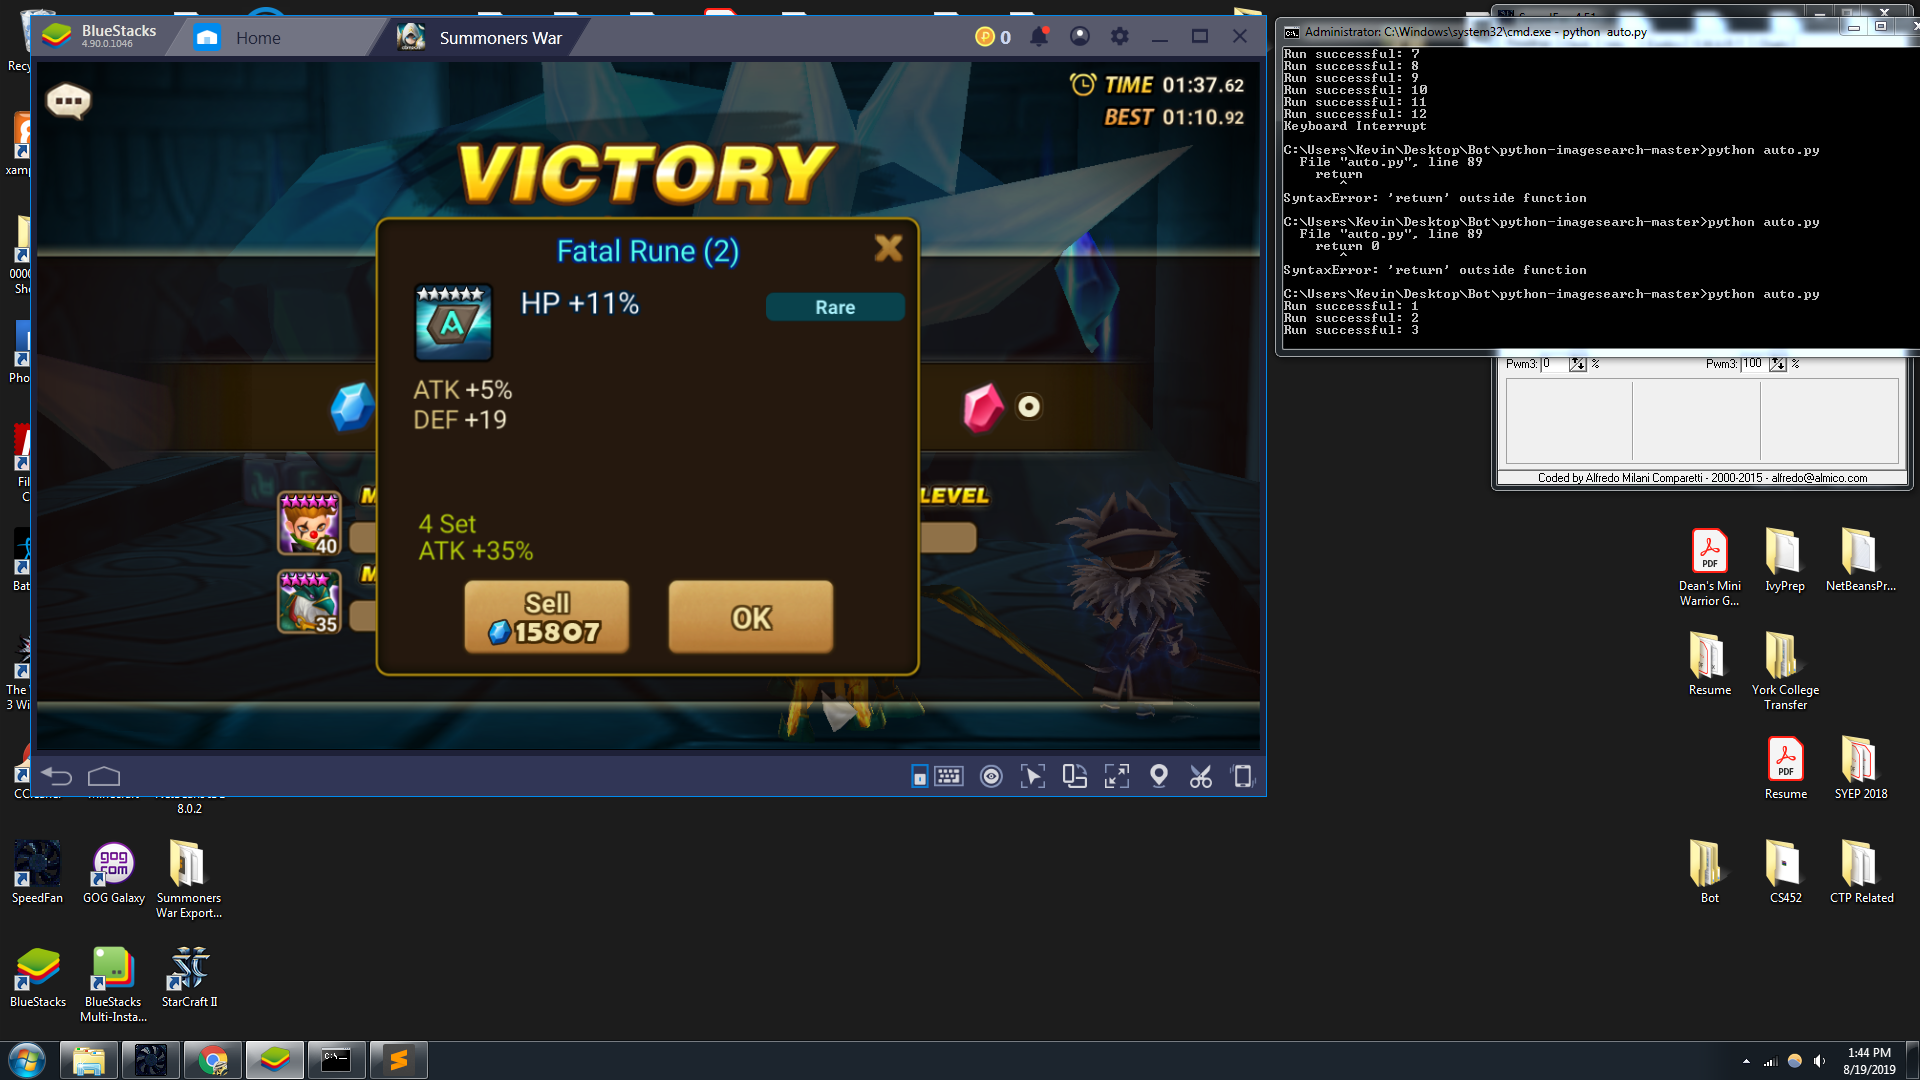 BlueStacks
4.90.0.1046
Home
Summoners War
0
TIME 01:37.62
BEST 01:10.92
VICTORY
Fatal Rune (2)
HP +11%
Rare
ATK +5%
DEF +19
4 Set
ATK +35%
Sell
15807
OK
LEVEL
40
35
Administrator: C:\Windows\system32\cmd.exe - python  auto.py
Run successful: 7
Run successful: 8
Run successful: 9
Run successful: 10
Run successful: 11
Run successful: 12
Keyboard Interrupt
C:\Users\Kevin\Desktop\Bot\python-imagesearch-master>python auto.py
File "auto.py", line 89
return
^
SyntaxError: 'return' outside function
C:\Users\Kevin\Desktop\Bot\python-imagesearch-master>python auto.py
File "auto.py", line 89
return 0
^
SyntaxError: 'return' outside function
C:\Users\Kevin\Desktop\Bot\python-imagesearch-master>python auto.py
Run successful: 1
Run successful: 2
Run successful: 3
Pwm3: 0 %
Pwm3: 100 %
Coded by Alfredo Milani Comparetti - 2000-2015 - alfredo@almico.com
Dean's Mini
Warrior G...
IvyPrep
NetBeansPr...
Resume
York College
Transfer
Resume
SYEP 2018
Bot
CS452
CTP Related
8.0.2
SpeedFan
GOG Galaxy
Summoners
War Export...
BlueStacks
BlueStacks
Multi-Insta...
StarCraft II
1:44 PM
8/19/2019